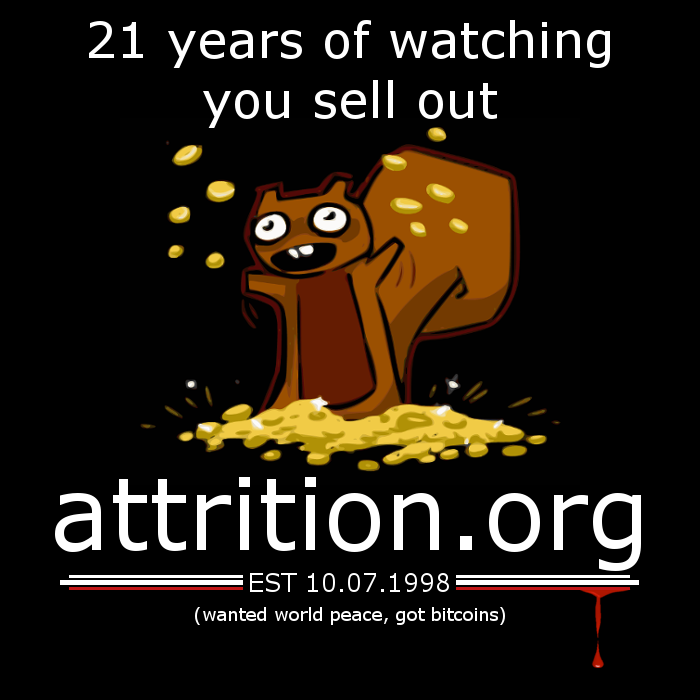 21 years of watching
you sell out
attrition.org
EST 10.07.1998
(wanted world peace, got bitcoins)